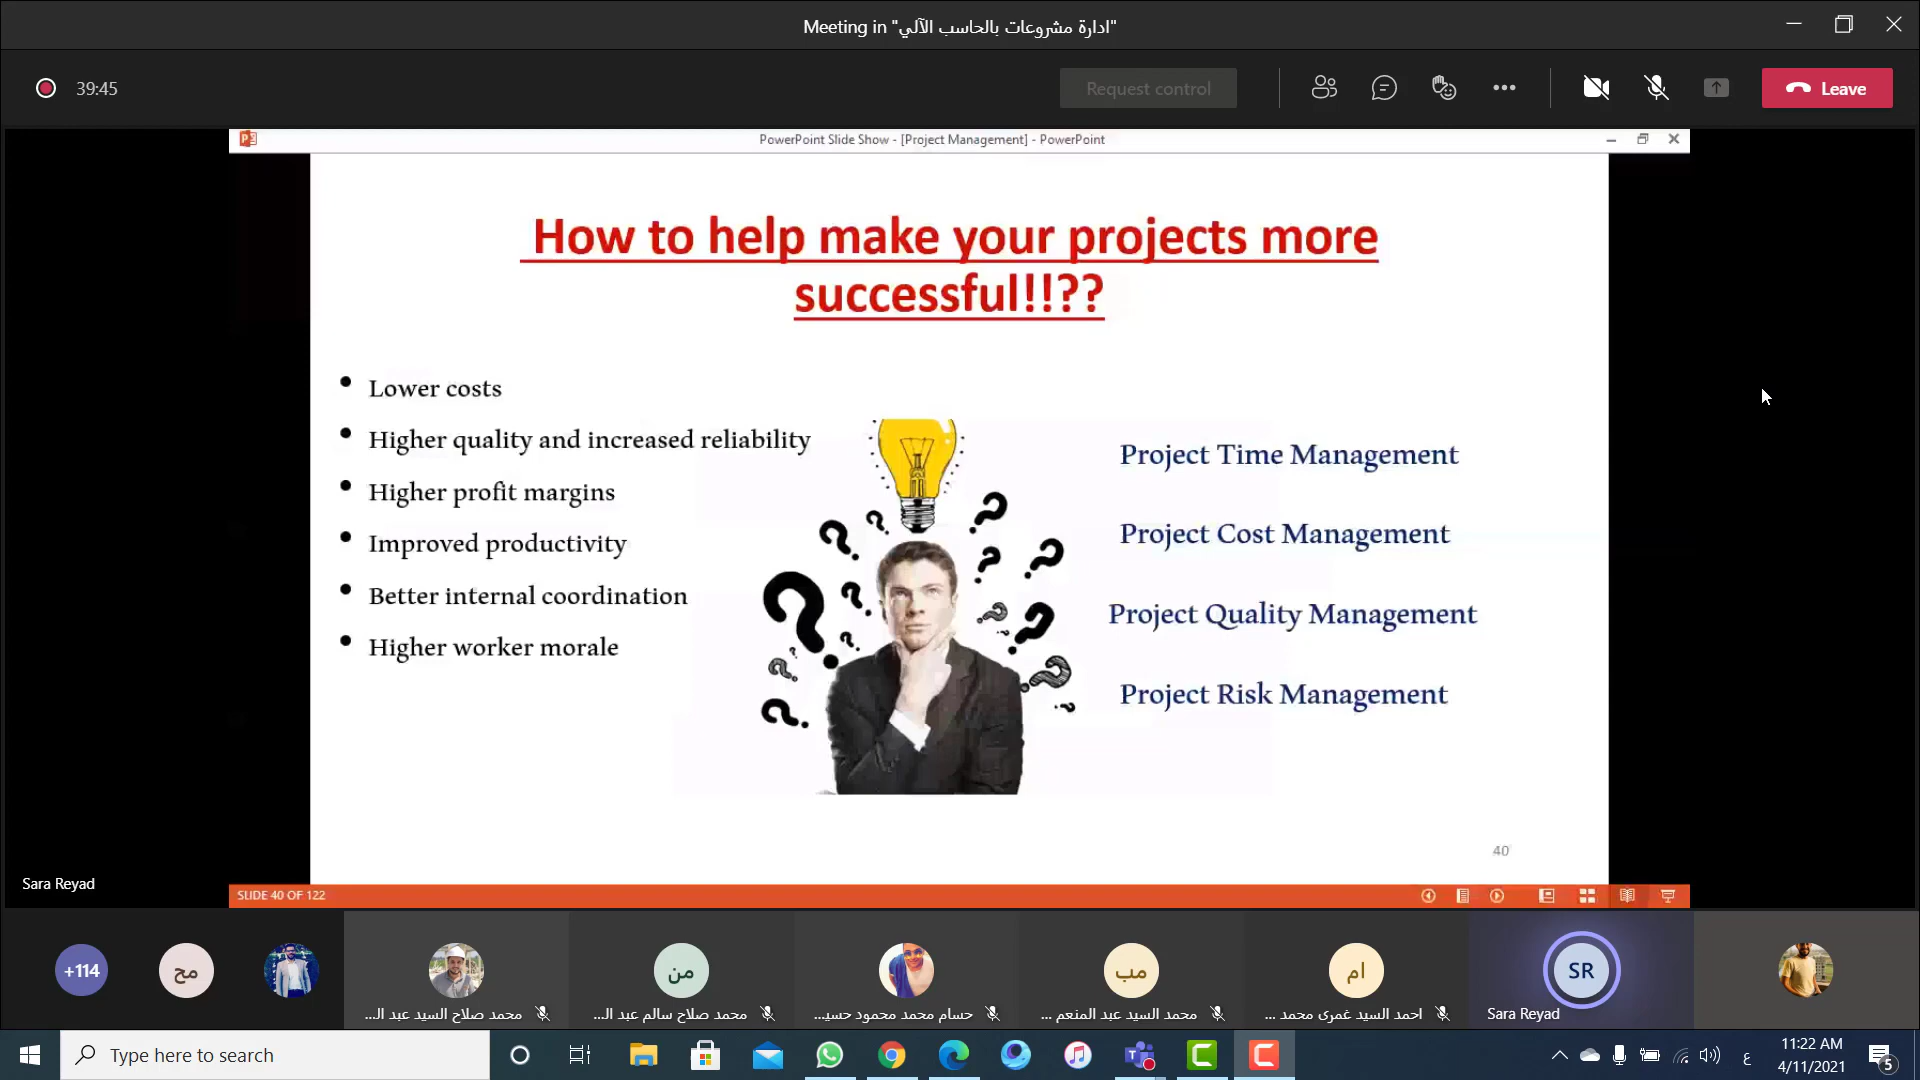 Meeting in "ادارة مشروعات بالحاسب الآلي"
39:45
Request control
Leave
PowerPoint Slide Show - [Project Management] - PowerPoint
How to help make your projects more
successful!!!??
• Lower costs
• Higher quality and increased reliability
• Higher profit margins
• Improved productivity
• Better internal coordination
• Higher worker morale
Project Time Management
Project Cost Management
Project Quality Management
Project Risk Management
40
Sara Reyad
SLIDE 40 OF 122
+114
مح
من
مب
ام
SR
محمد صلاح السيد عبد الـ...
محمد صلاح سالم عبد الـ...
حسام محمد محمود حسيـ...
محمد السيد عبد المنعم ...
احمد السيد غمرى محمد ...
Sara Reyad
Type here to search
ع
11:22 AM
4/11/2021
5